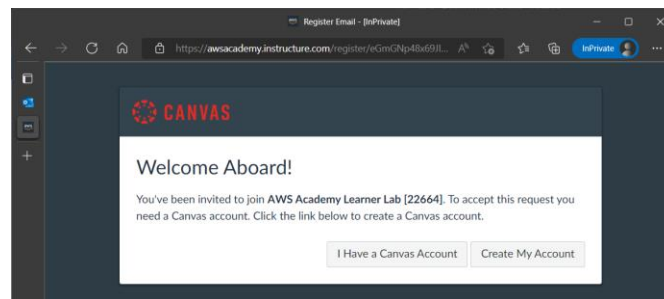 Register Email - [InPrivate]
https://awsacademy.instructure.com/register/
InPrivate
CANVAS
Welcome Aboard!
You've been invited to join AWS Academy Learner Lab [22664]. To accept this request you
need a Canvas account. Click the link below to create a Canvas account.
I Have a Canvas Account Create My Account